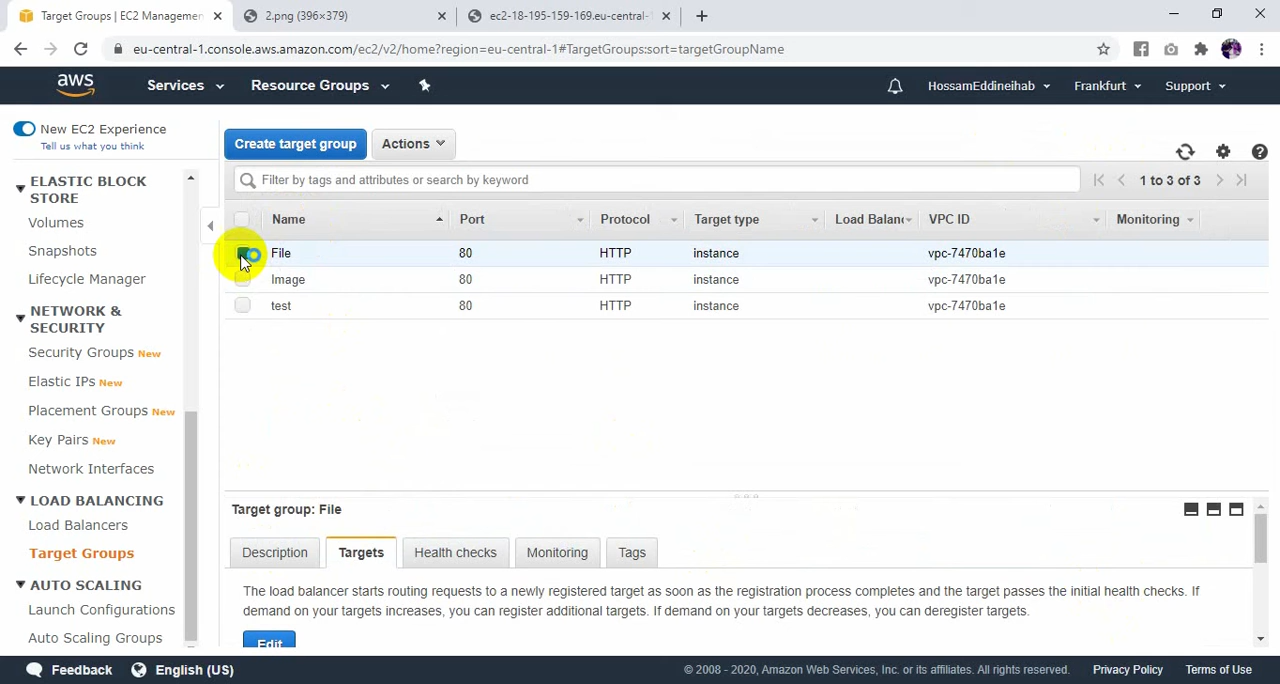 Target Groups | EC2 Managemen
2.png (396×379)
ec2-18-195-159-169.eu-central-1
eu-central-1.console.aws.amazon.com/ec2/v2/home?region=eu-central-1#TargetGroups:sort=targetGroupName
aws
Services
Resource Groups
HossamEddineihab
Frankfurt
Support
New EC2 Experience
Tell us what you think
Create target group
Actions
Filter by tags and attributes or search by keyword
1 to 3 of 3
Name
Port
Protocol
Target type
Load Balanc
VPC ID
Monitoring
File 80 HTTP instance vpc-7470ba1e
Image 80 HTTP instance vpc-7470ba1e
test 80 HTTP instance vpc-7470ba1e
ELASTIC BLOCK
STORE
Volumes
Snapshots
Lifecycle Manager
NETWORK &
SECURITY
Security Groups New
Elastic IPs New
Placement Groups New
Key Pairs New
Network Interfaces
LOAD BALANCING
Load Balancers
Target Groups
AUTO SCALING
Launch Configurations
Auto Scaling Groups
Target group: File
Description
Targets
Health checks
Monitoring
Tags
The load balancer starts routing requests to a newly registered target as soon as the registration process completes and the target passes the initial health checks. If
demand on your targets increases, you can register additional targets. If demand on your targets decreases, you can deregister targets.
Edit
Feedback
English (US)
© 2008 - 2020, Amazon Web Services, Inc. or its affiliates. All rights reserved.
Privacy Policy
Terms of Use